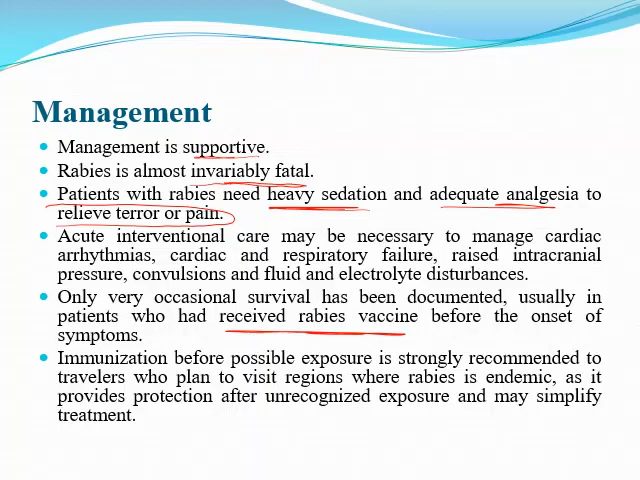 Management
Management is supportive.
Rabies is almost invariably fatal.
Patients with rabies need heavy sedation and adequate analgesia to
relieve terror or pain.
Acute interventional care may be necessary to manage cardiac
arrhythmias, cardiac and respiratory failure, raised intracranial
pressure, convulsions and fluid and electrolyte disturbances.
Only very occasional survival has been documented, usually in
patients who had received rabies vaccine before the onset of
symptoms.
Immunization before possible exposure is strongly recommended to
travelers who plan to visit regions where rabies is endemic, as it
provides protection after unrecognized exposure and may simplify
treatment.